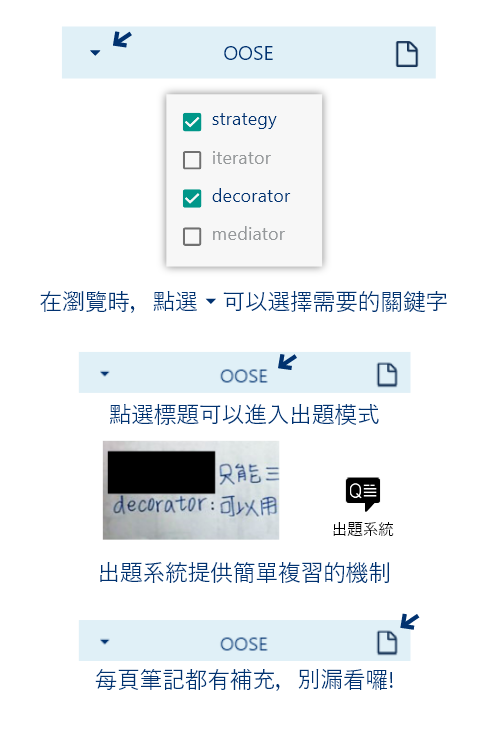 OOSE
strategy
iterator
decorator
mediator
在瀏覽時，點選 ▾ 可以選擇需要的關鍵字
OOSE
點選標題可以進入出題模式
只能三
decorator：可以用
Q
出題系統
出題系統提供簡單複習的機制
OOSE
每頁筆記都有補充，別漏看囉!